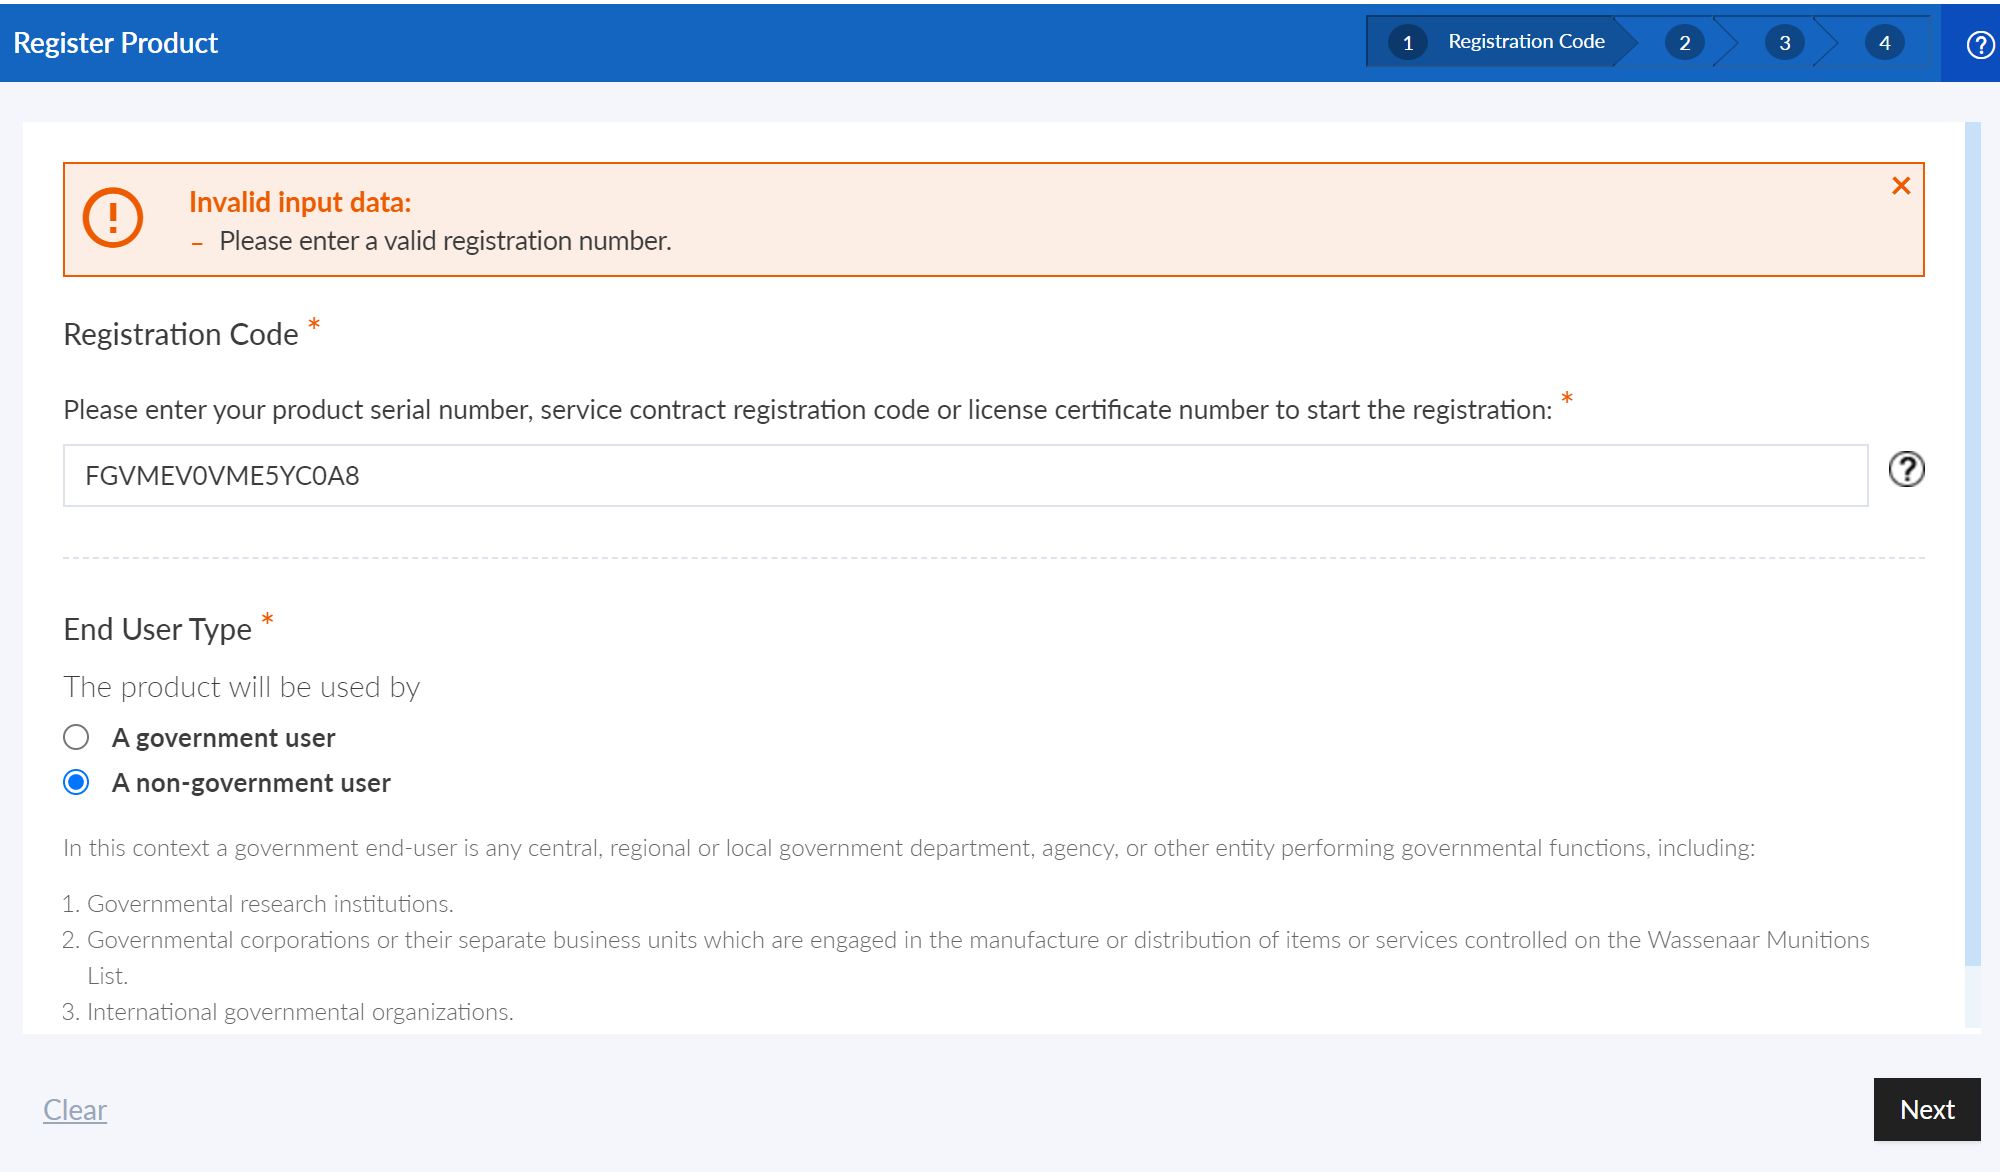 Register Product
1 Registration Code 2 3 4
Invalid input data:
– Please enter a valid registration number.
Registration Code *
Please enter your product serial number, service contract registration code or license certificate number to start the registration: *
FGVMEV0VME5YC0A8
End User Type *
The product will be used by
A government user
A non-government user
In this context a government end-user is any central, regional or local government department, agency, or other entity performing governmental functions, including:
1. Governmental research institutions.
2. Governmental corporations or their separate business units which are engaged in the manufacture or distribution of items or services controlled on the Wassenaar Munitions
List.
3. International governmental organizations.
Clear
Next